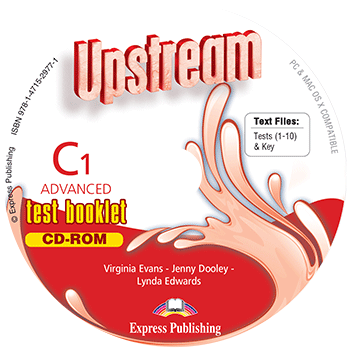 Upstream
ISBN 978-1-4715-2977-1
© Express Publishing
PC & MAC OS X COMPATIBLE
Text Files:
Tests (1-10)
& Key
C1
ADVANCED
test booklet
CD-ROM
Virginia Evans - Jenny Dooley -
Lynda Edwards
Express Publishing